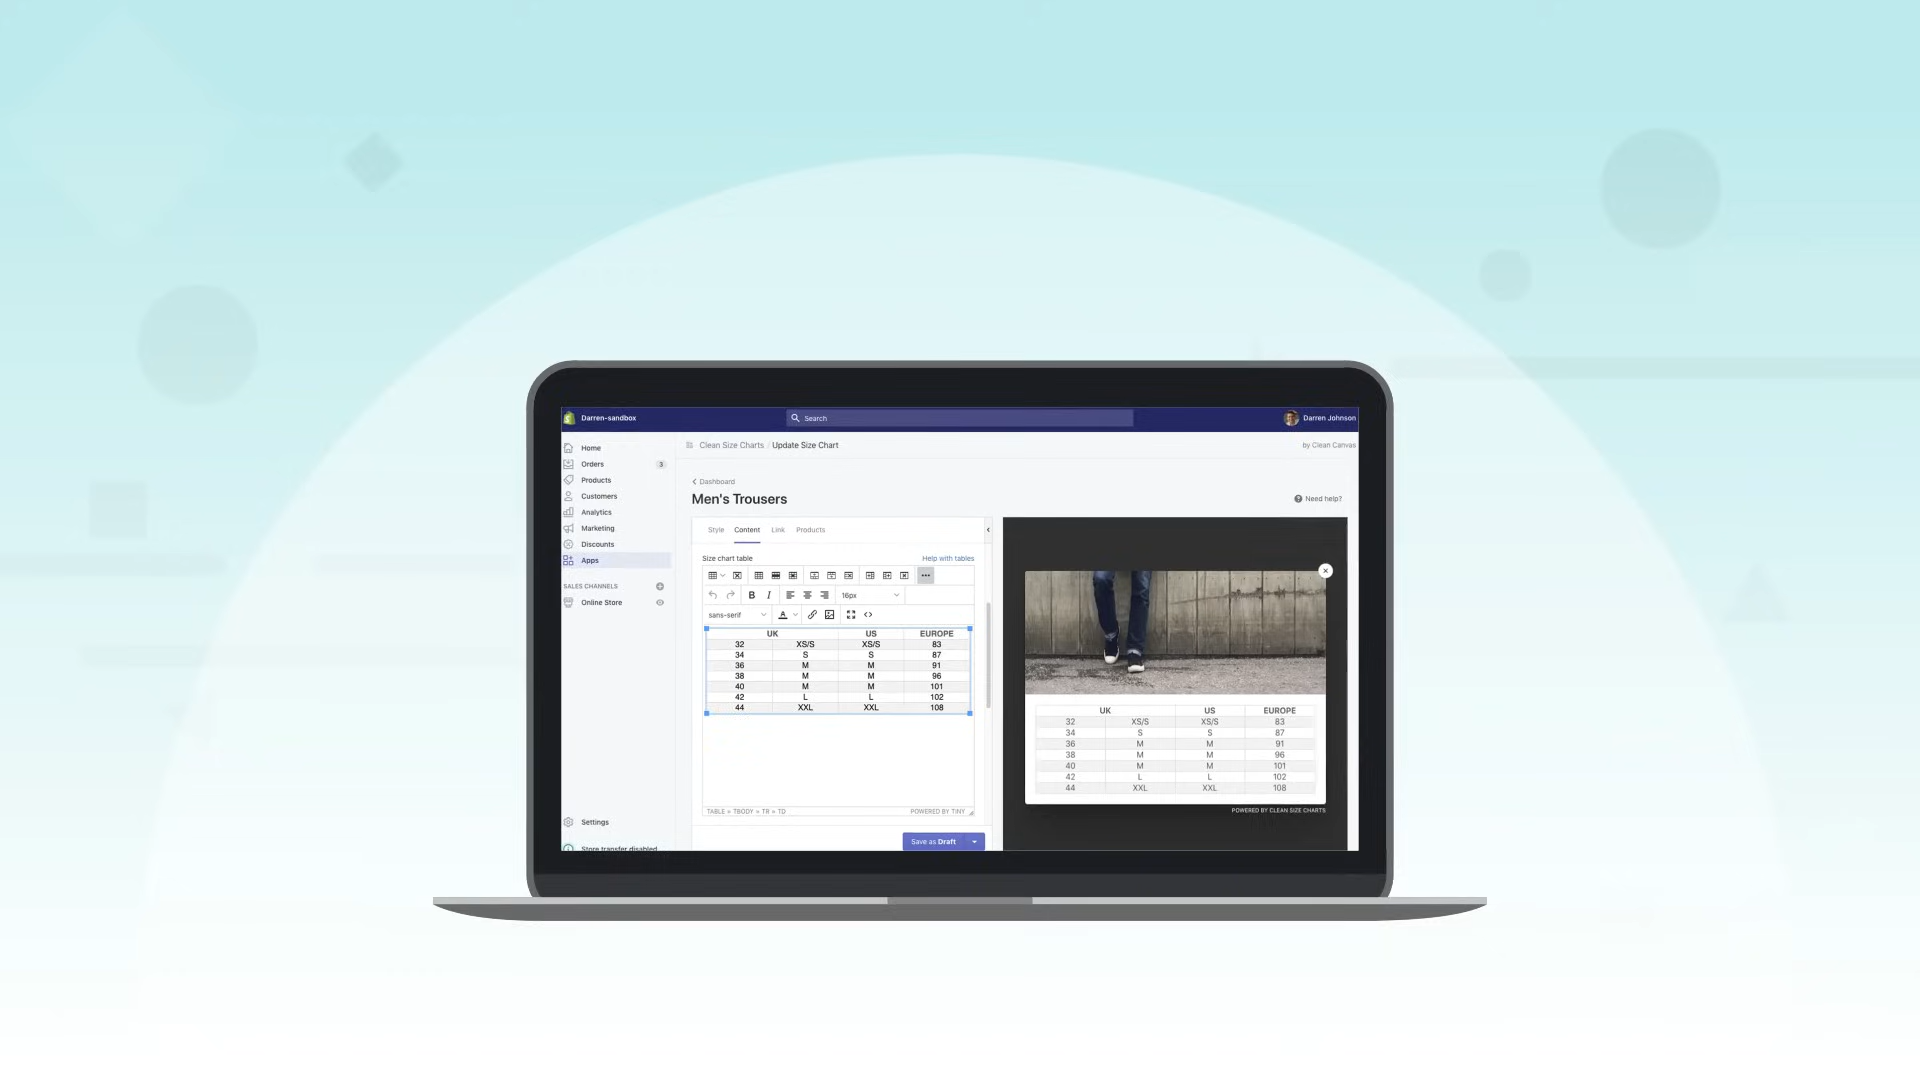 Darren-sandbox
Search
Darren Johnson
Home
Orders 3
Products
Customers
Analytics
Marketing
Discounts
Apps
SALES CHANNELS
Online Store
Settings
Store transfer disabled
Clean Size Charts / Update Size Chart
by Clean Canvas
Dashboard
Men's Trousers
Need help?
Style Content Link Products
Size chart table
Help with tables
B I 16px
sans-serif A
UK US EUROPE
32 XS/S XS/S 83
34 S S 87
36 M M 91
38 M M 96
40 M M 101
42 L L 102
44 XXL XXL 108
TABLE » TBODY » TR » TD
POWERED BY TINY
Save as Draft
UK US EUROPE
32 XS/S XS/S 83
34 S S 87
36 M M 91
38 M M 96
40 M M 101
42 L L 102
44 XXL XXL 108
POWERED BY CLEAN SIZE CHARTS